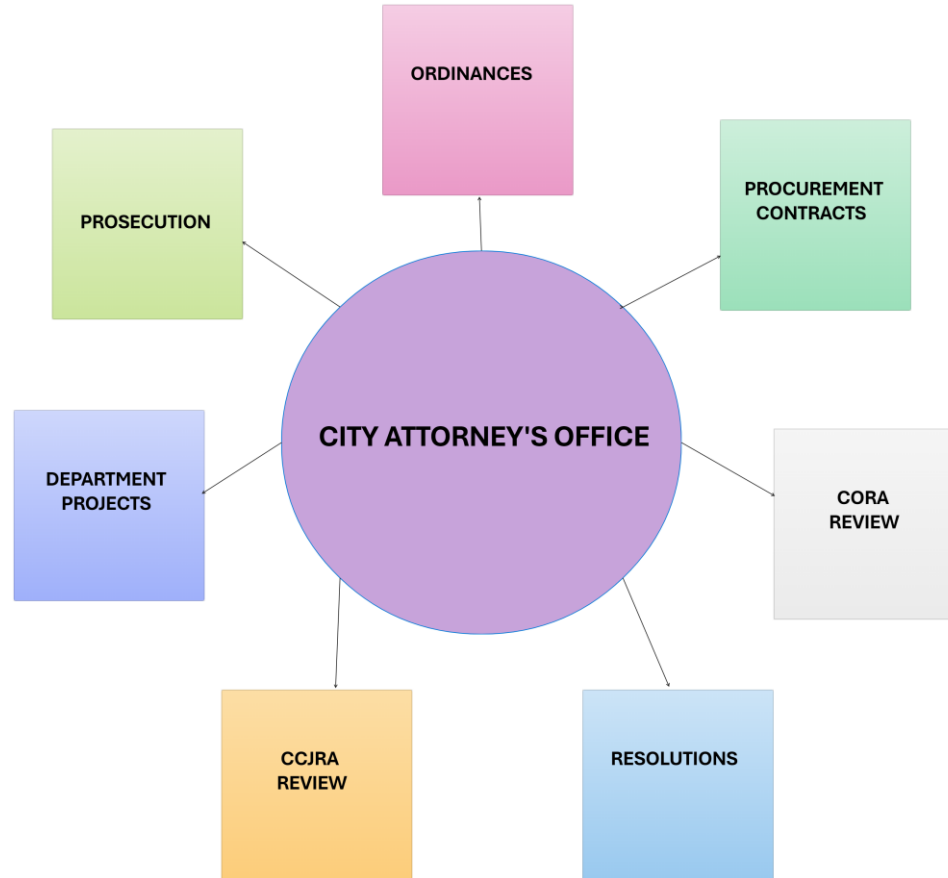 ORDINANCES
PROCUREMENT
CONTRACTS
PROSECUTION
CITY ATTORNEY'S OFFICE
DEPARTMENT
PROJECTS
CORA
REVIEW
CCJRA
REVIEW
RESOLUTIONS